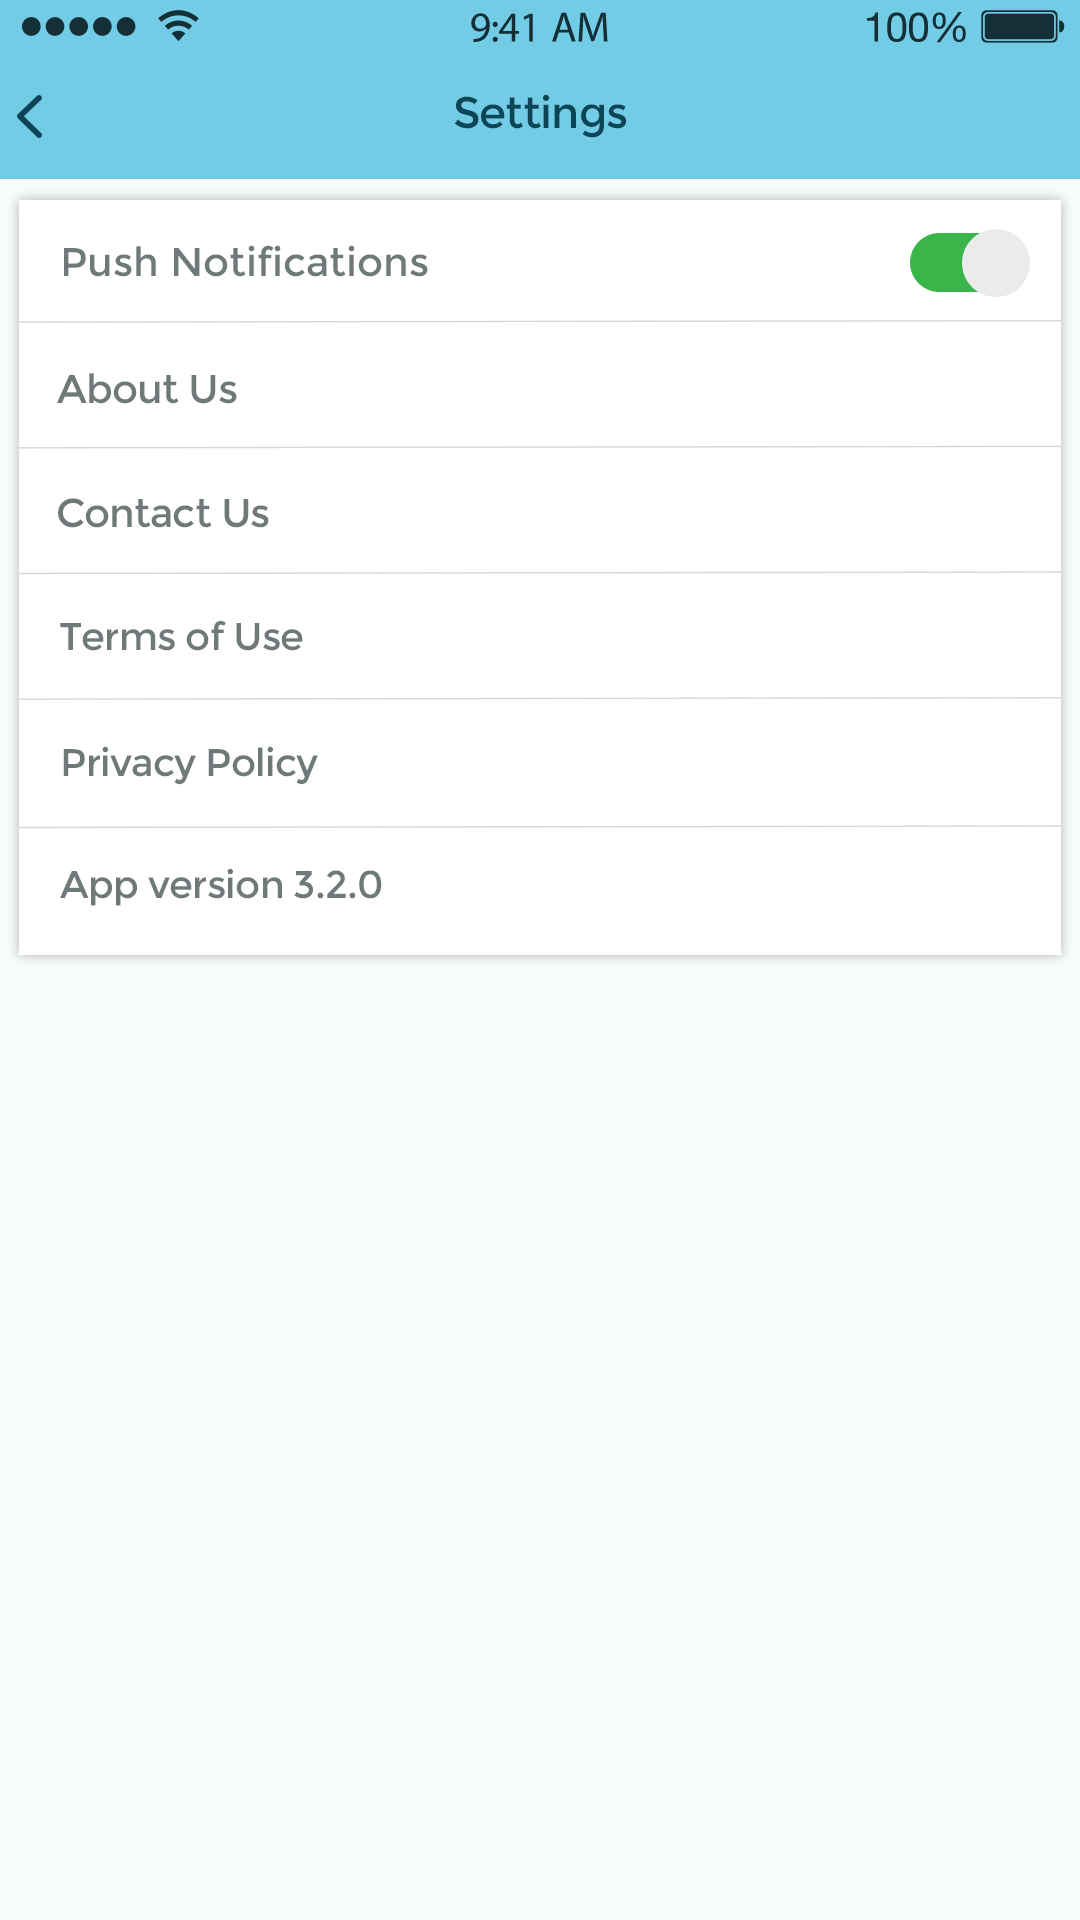 9:41 AM 100%
Settings
Push Notifications
About Us
Contact Us
Terms of Use
Privacy Policy
App version 3.2.0